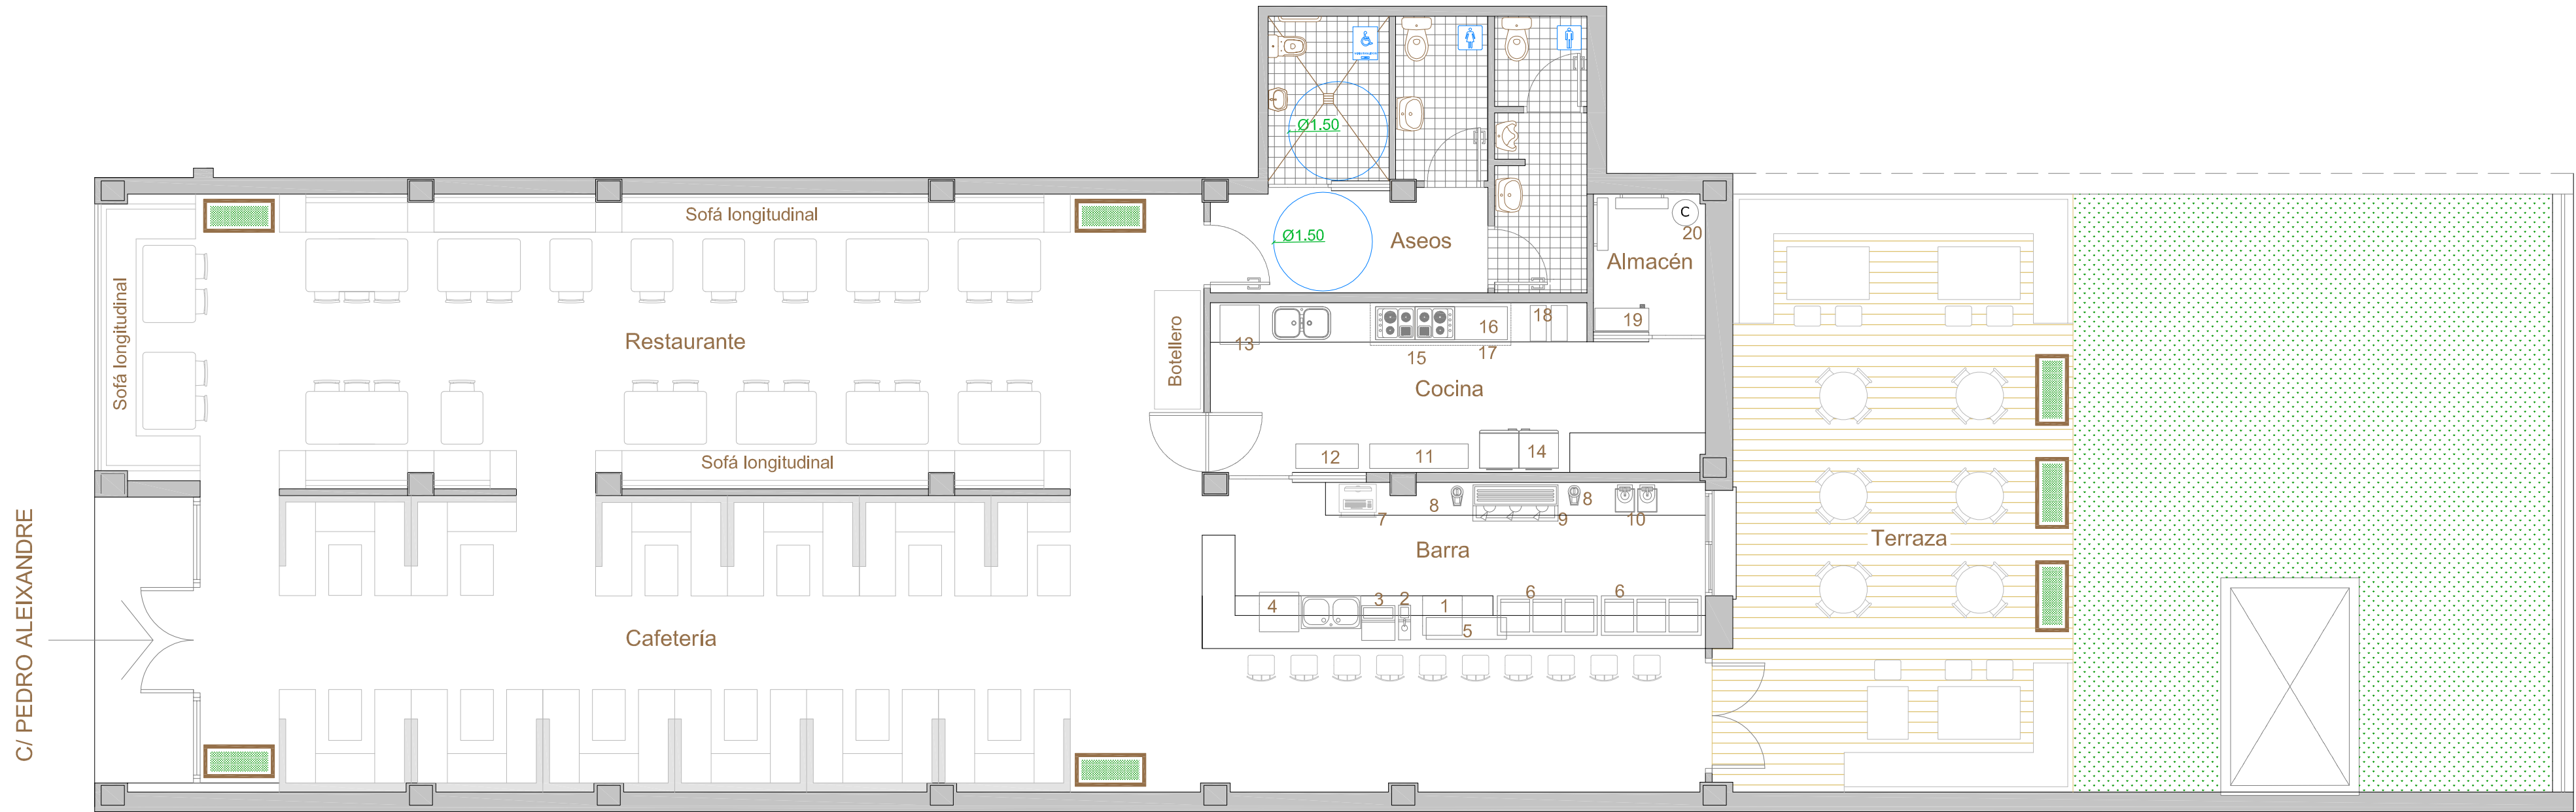 Ø1.50
Sofá longitudinal
C
20
Ø1.50
Aseos
Almacén
Sofá longitudinal
Restaurante
Botellero
13
15
16
17
18
19
Cocina
Sofá longitudinal
12
11
14
7
8
9
8
10
C/ PEDRO ALEIXANDRE
Barra
Terraza
4
3
2
1
5
6
6
Cafetería